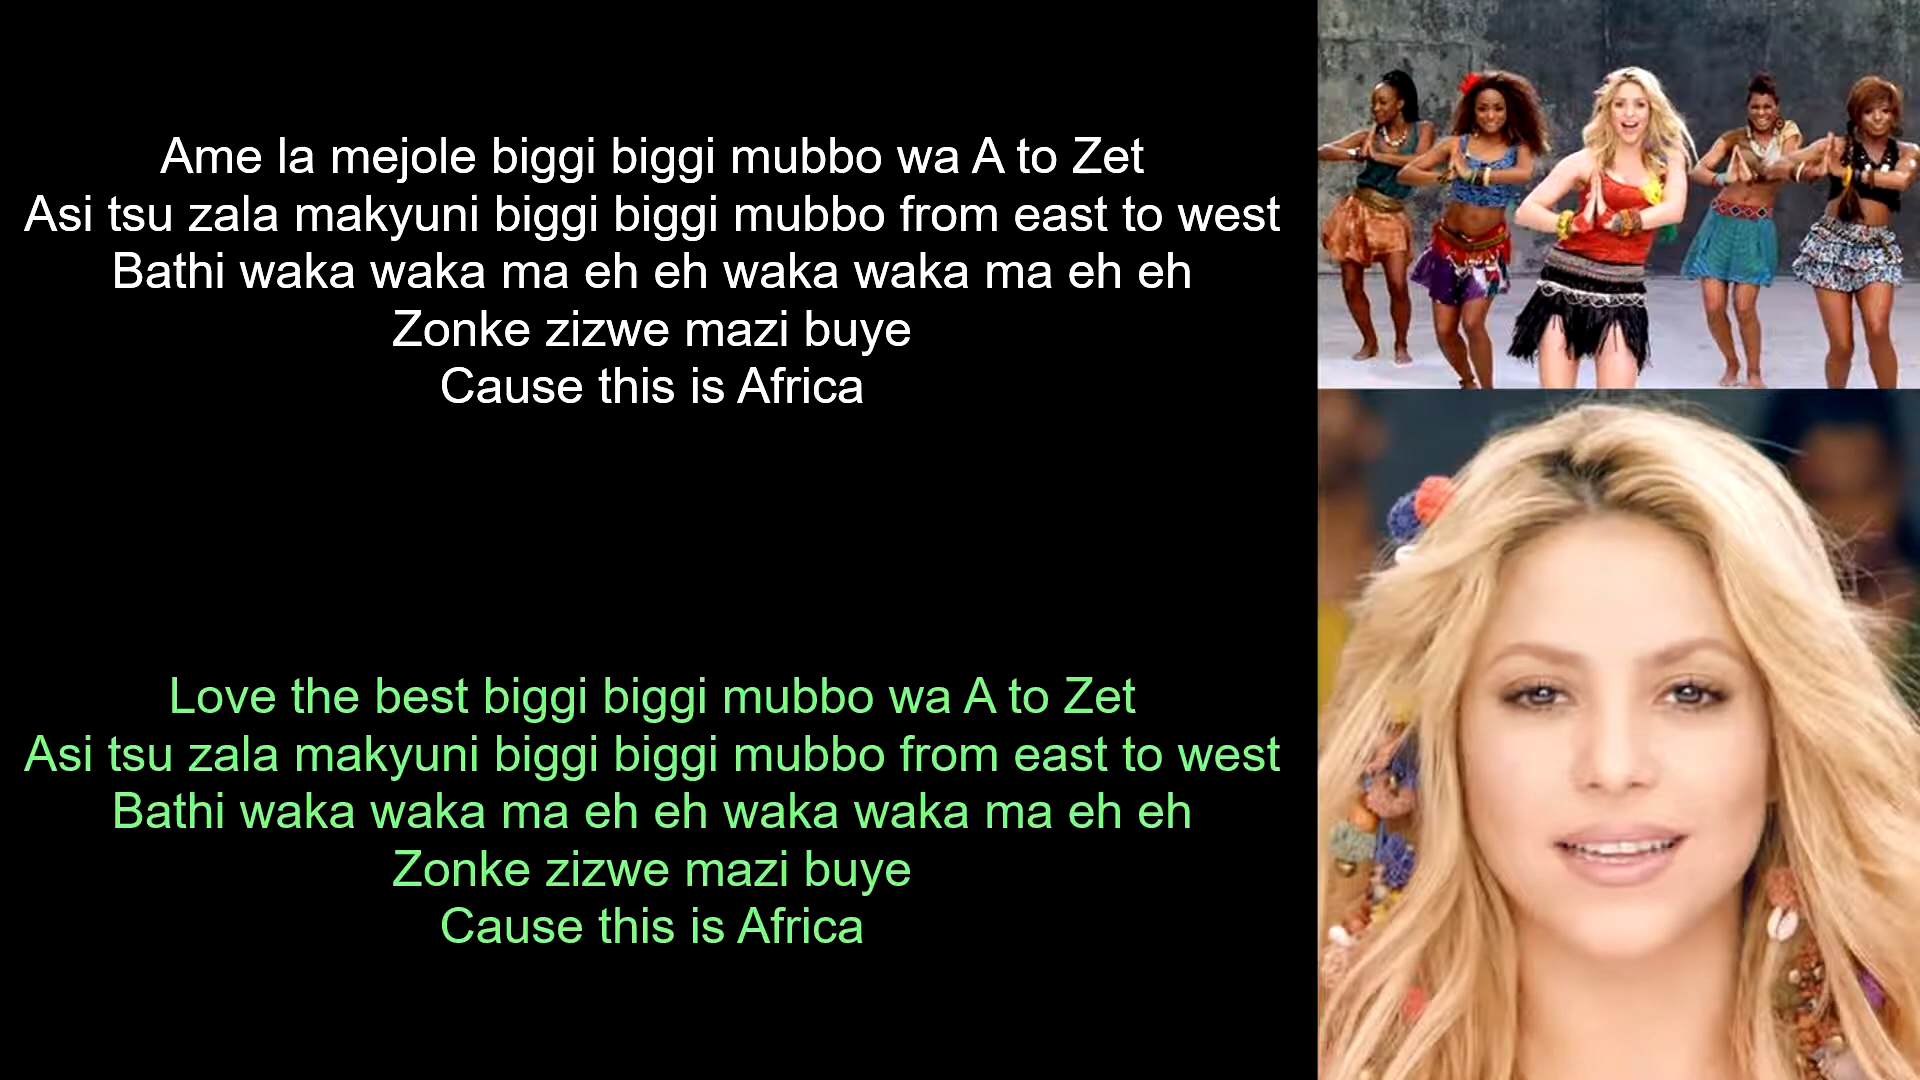 Ame la mejole biggi biggi mubbo wa A to Zet
Asi tsu zala makyuni biggi biggi mubbo from east to west
Bathi waka waka ma eh eh waka waka ma eh eh
Zonke zizwe mazi buye
Cause this is Africa
Love the best biggi biggi mubbo wa A to Zet
Asi tsu zala makyuni biggi biggi mubbo from east to west
Bathi waka waka ma eh eh waka waka ma eh eh
Zonke zizwe mazi buye
Cause this is Africa